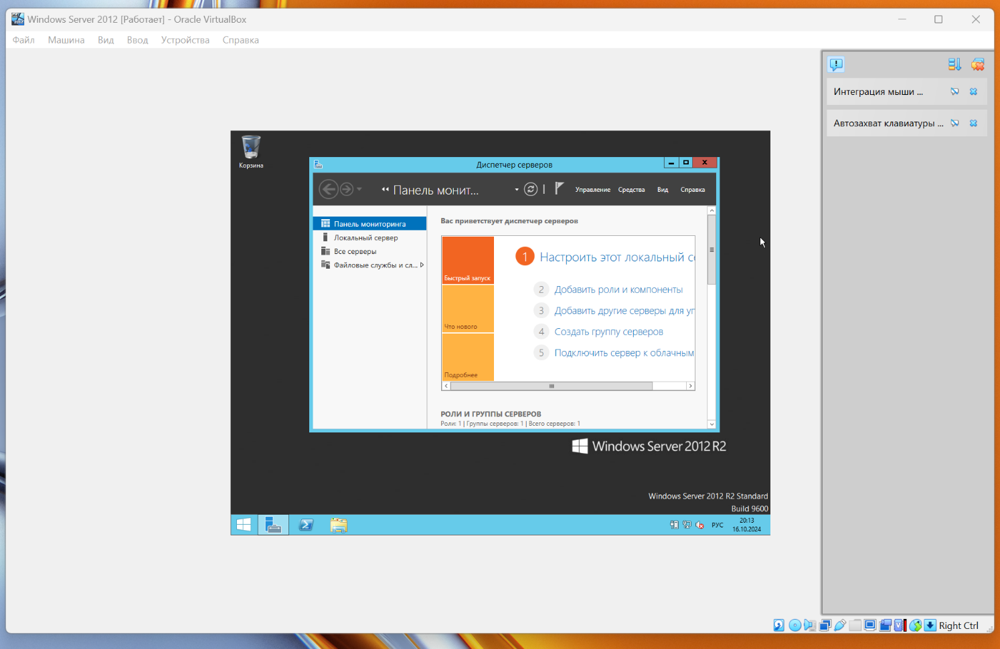 Windows Server 2012 [Работает] - Oracle VirtualBox
Файл Машина Вид Ввод Устройства Справка
Интеграция мыши ...
Автозахват клавиатуры ...
Корзина
Диспетчер серверов
Панель монит...
Управление Средства Вид Справка
Панель мониторинга
Локальный сервер
Все серверы
Файловые службы и сл...
Вас приветствует диспетчер серверов
Быстрый запуск
Что нового
Подробнее
1 Настроить этот локальный се
2 Добавить роли и компоненты
3 Добавить другие серверы для уп
4 Создать группу серверов
5 Подключить сервер к облачным
РОЛИ И ГРУППЫ СЕРВЕРОВ
Роли: 1 | Группы серверов: 1 | Всего серверов: 1
Windows Server 2012 R2
Windows Server 2012 R2 Standard
Build 9600
РУС
20:13
16.10.2024
Right Ctrl